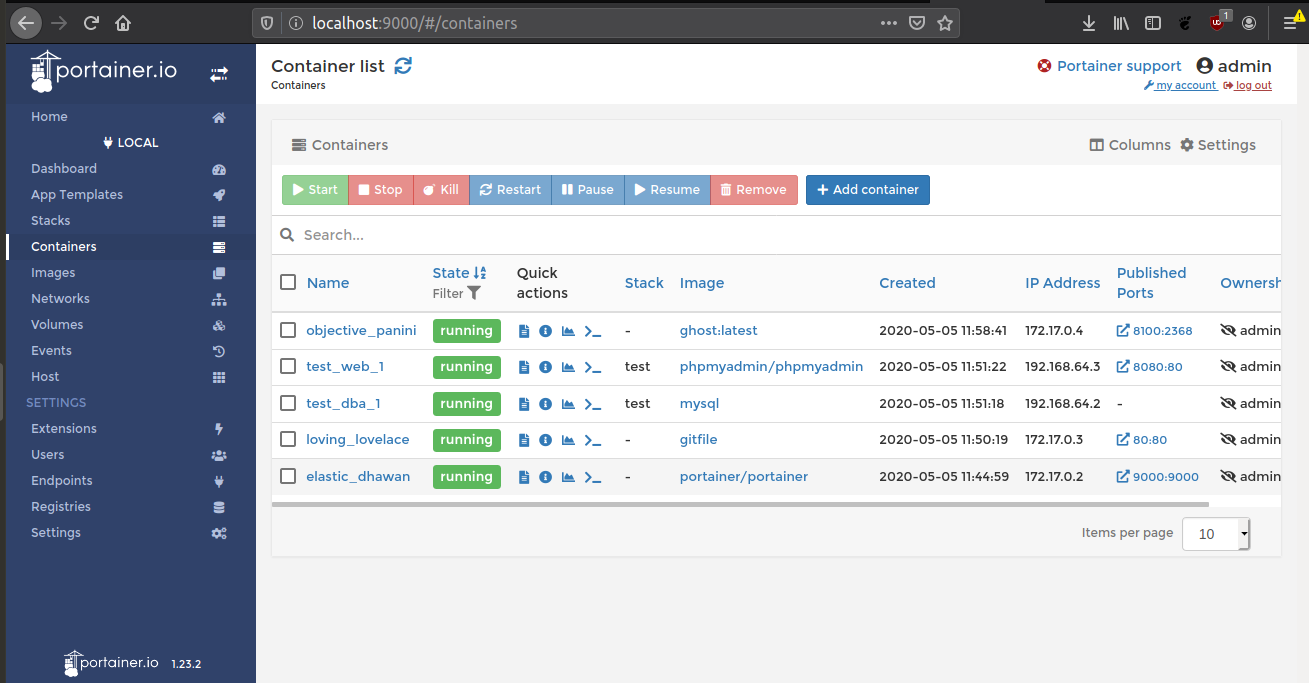 localhost:9000/#/containers
1
portainer.io
Container list
Portainer support admin
Containers
my account log out
Home
LOCAL
Dashboard
App Templates
Stacks
Containers
Images
Networks
Volumes
Events
Host
SETTINGS
Extensions
Users
Endpoints
Registries
Settings
portainer.io 1.23.2
Containers Columns Settings
Start Stop Kill Restart Pause Resume Remove Add container
Search...
Name State Filter Quick actions Stack Image Created IP Address Published Ports Ownersh
objective_panini running - ghost:latest 2020-05-05 11:58:41 172.17.0.4 8100:2368 admin
test_web_1 running test phpmyadmin/phpmyadmin 2020-05-05 11:51:22 192.168.64.3 8080:80 admin
test_dba_1 running test mysql 2020-05-05 11:51:18 192.168.64.2 - admin
loving_lovelace running - gitfile 2020-05-05 11:50:19 172.17.0.3 80:80 admin
elastic_dhawan running - portainer/portainer 2020-05-05 11:44:59 172.17.0.2 9000:9000 admin
Items per page 10